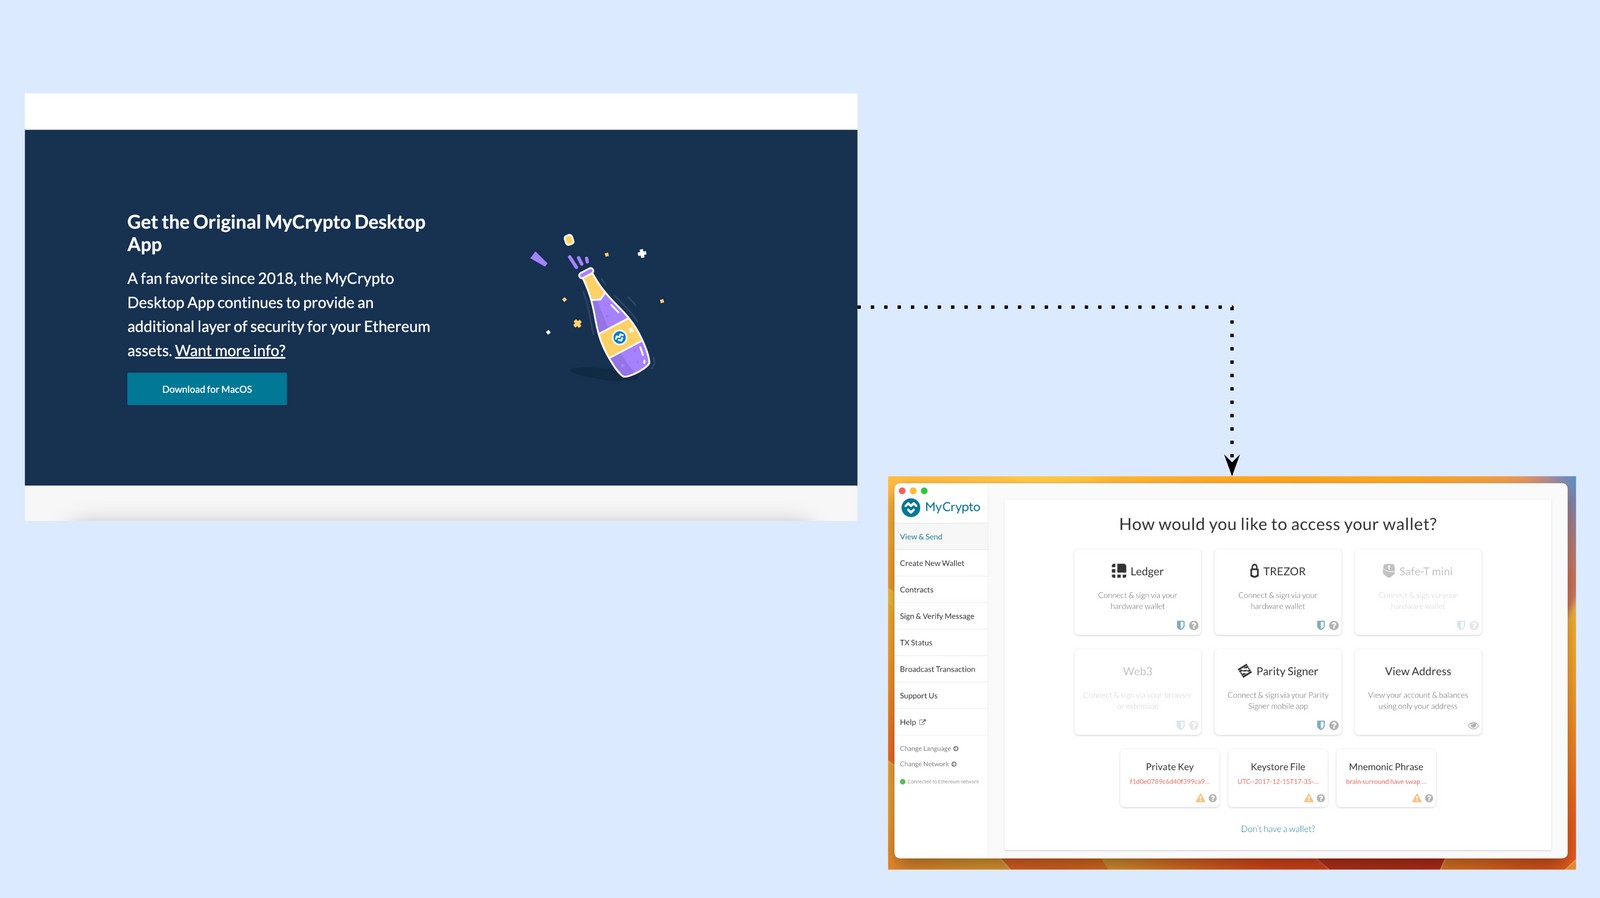 Get the Original MyCrypto Desktop
App
A fan favorite since 2018, the MyCrypto
Desktop App continues to provide an
additional layer of security for your Ethereum
assets. Want more info?
Download for MacOS
MyCrypto
View & Send
Create New Wallet
Contracts
Sign & Verify Message
TX Status
Broadcast Transaction
Support Us
Help
Change Language
Change Network
Connected to Ethereum network
How would you like to access your wallet?
Ledger
Connect & sign via your
hardware wallet
TREZOR
Connect & sign via your
hardware wallet
Safe-T mini
Connect & sign via your
hardware wallet
Web3
Connect & sign via your browser
or extension
Parity Signer
Connect & sign via your Parity
Signer mobile app
View Address
View your account & balances
using only your address
Private Key
f1d0e0789c6d40f399ca9...
Keystore File
UTC--2017-12-15T17-35-...
Mnemonic Phrase
brain surround have swap ...
Don't have a wallet?